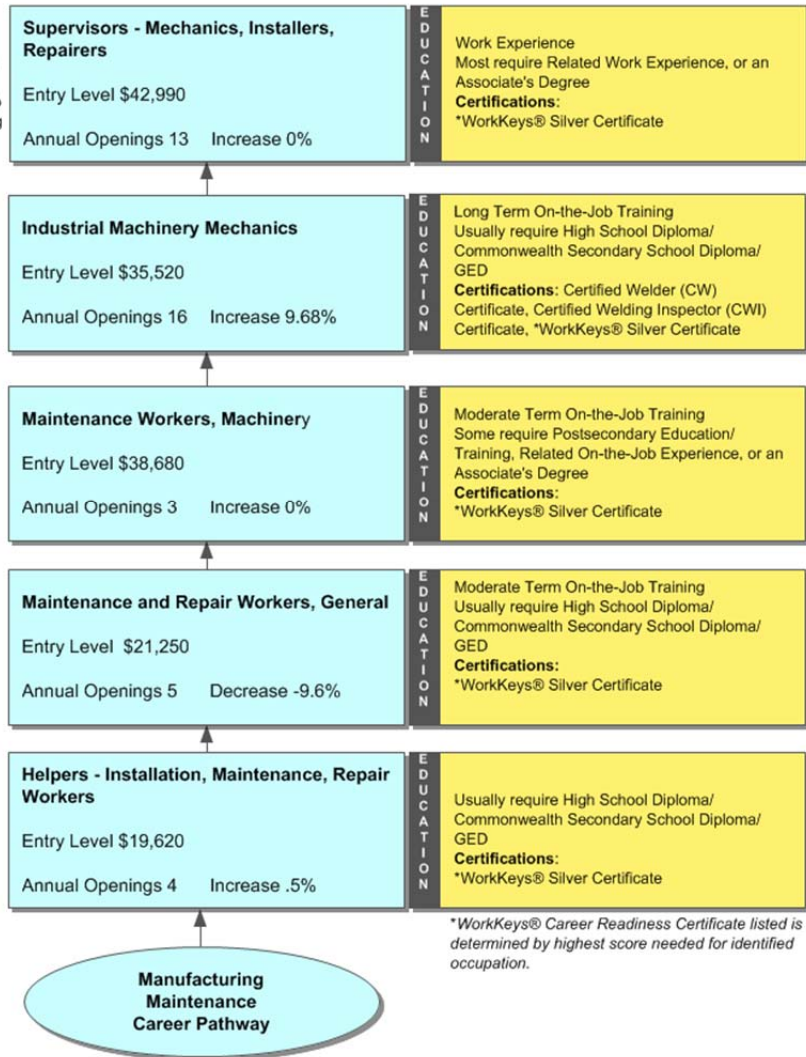 Supervisors - Mechanics, Installers,
Repairers
Entry Level $42,990
Annual Openings 13 Increase 0%
EDUCATION
Work Experience
Most require Related Work Experience, or an
Associate's Degree
Certifications:
*WorkKeys® Silver Certificate
Industrial Machinery Mechanics
Entry Level $35,520
Annual Openings 16 Increase 9.68%
EDUCATION
Long Term On-the-Job Training
Usually require High School Diploma/
Commonwealth Secondary School Diploma/
GED
Certifications: Certified Welder (CW)
Certificate, Certified Welding Inspector (CWI)
Certificate, *WorkKeys® Silver Certificate
Maintenance Workers, Machinery
Entry Level $38,680
Annual Openings 3 Increase 0%
EDUCATION
Moderate Term On-the-Job Training
Some require Postsecondary Education/
Training, Related On-the-Job Experience, or an
Associate's Degree
Certifications:
*WorkKeys® Silver Certificate
Maintenance and Repair Workers, General
Entry Level $21,250
Annual Openings 5 Decrease -9.6%
EDUCATION
Moderate Term On-the-Job Training
Usually require High School Diploma/
Commonwealth Secondary School Diploma/
GED
Certifications:
*WorkKeys® Silver Certificate
Helpers - Installation, Maintenance, Repair
Workers
Entry Level $19,620
Annual Openings 4 Increase .5%
EDUCATION
Usually require High School Diploma/
Commonwealth Secondary School Diploma/
GED
Certifications:
*WorkKeys® Silver Certificate
*WorkKeys® Career Readiness Certificate listed is
determined by highest score needed for identified
occupation.
Manufacturing
Maintenance
Career Pathway